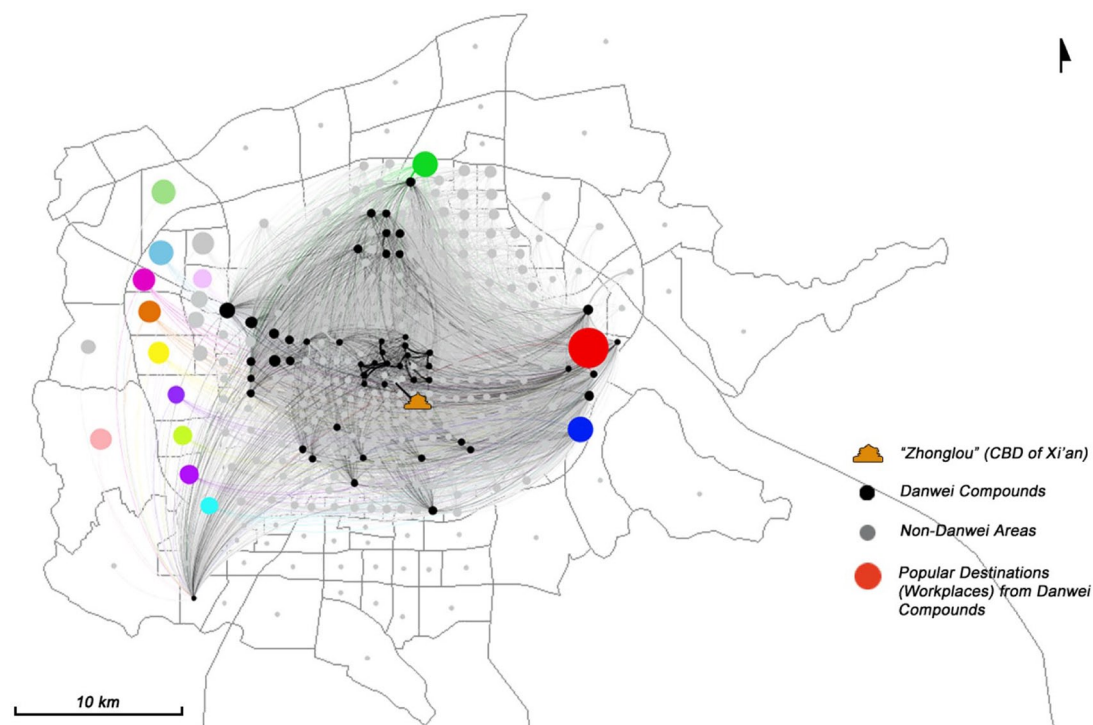 “Zhonglou” (CBD of Xi’an)
Danwei Compounds
Non-Danwei Areas
Popular Destinations
(Workplaces) from Danwei
Compounds
10 km